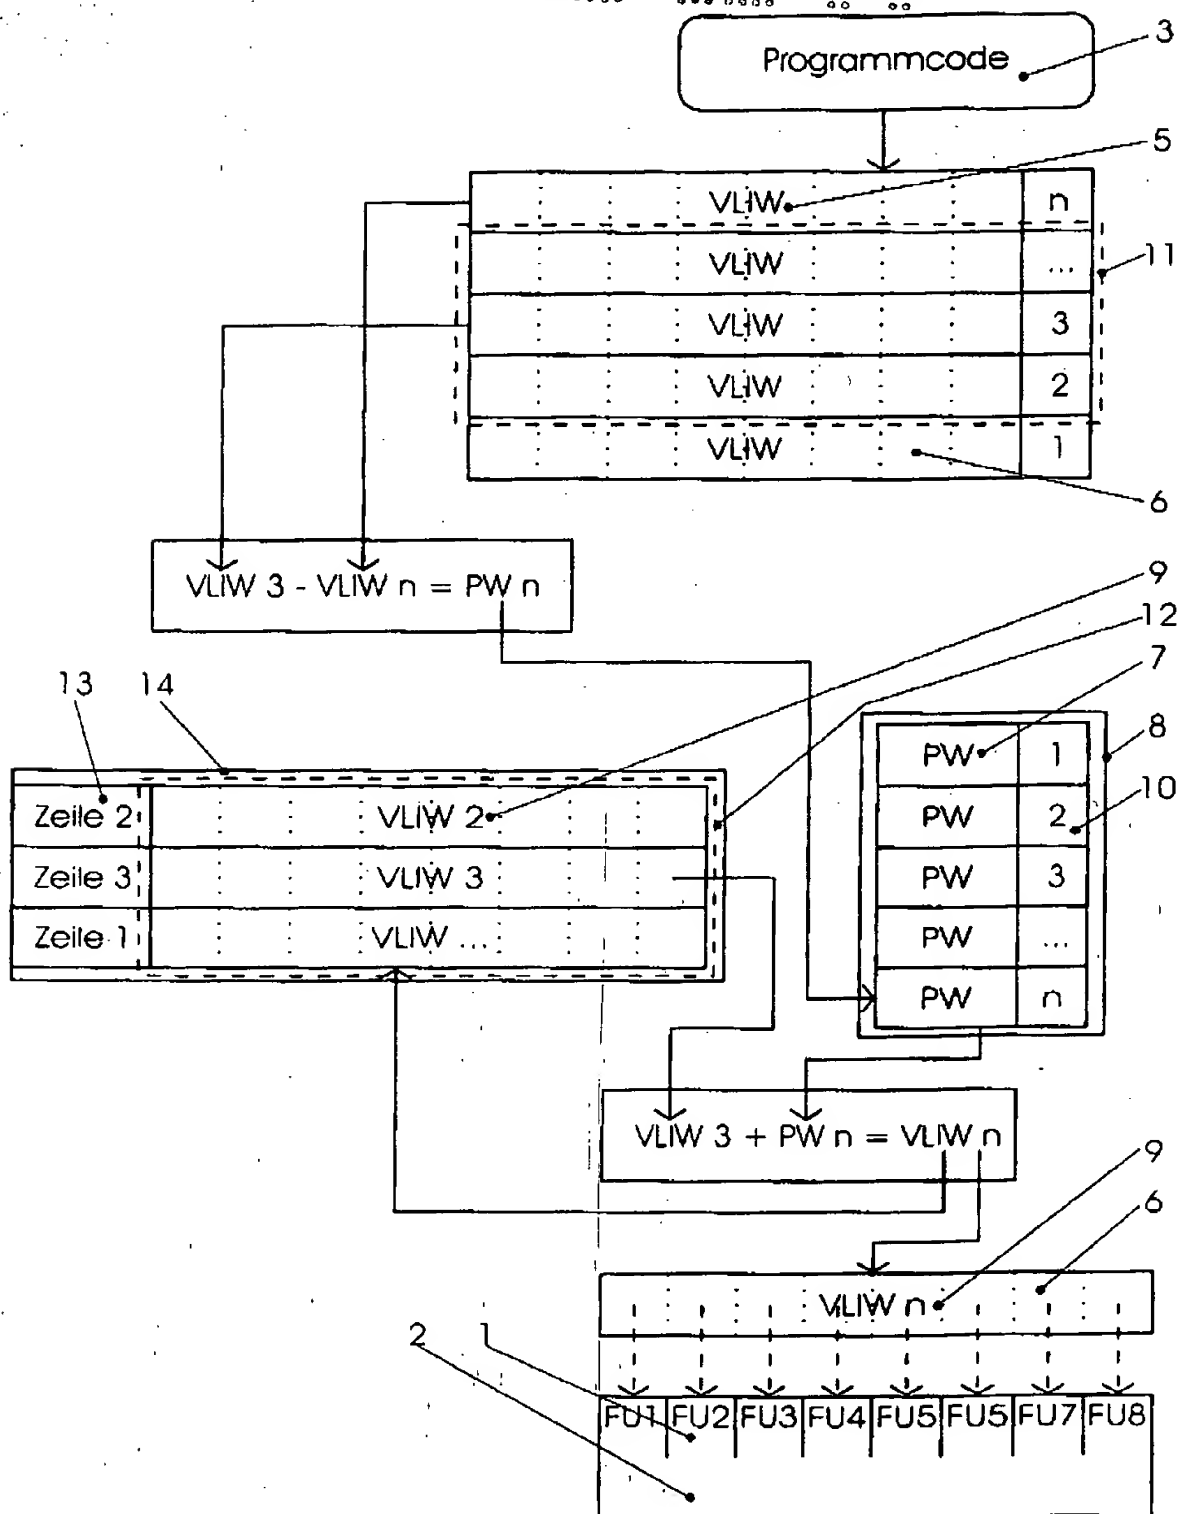 Programmcode
3
5
VLIW n
VLIW ...
11
VLIW 3
VLIW 2
VLIW 1
6
VLIW 3 - VLIW n = PW n
9
12
7
13 14
8
PW 1
10
Zeile 2 VLIW 2
PW 2
Zeile 3 VLIW 3
PW 3
Zeile 1 VLIW ...
PW ...
PW n
VLIW 3 + PW n = VLIW n
9
6
VLIW n
2 1
FU1 FU2 FU3 FU4 FU5 FU5 FU7 FU8